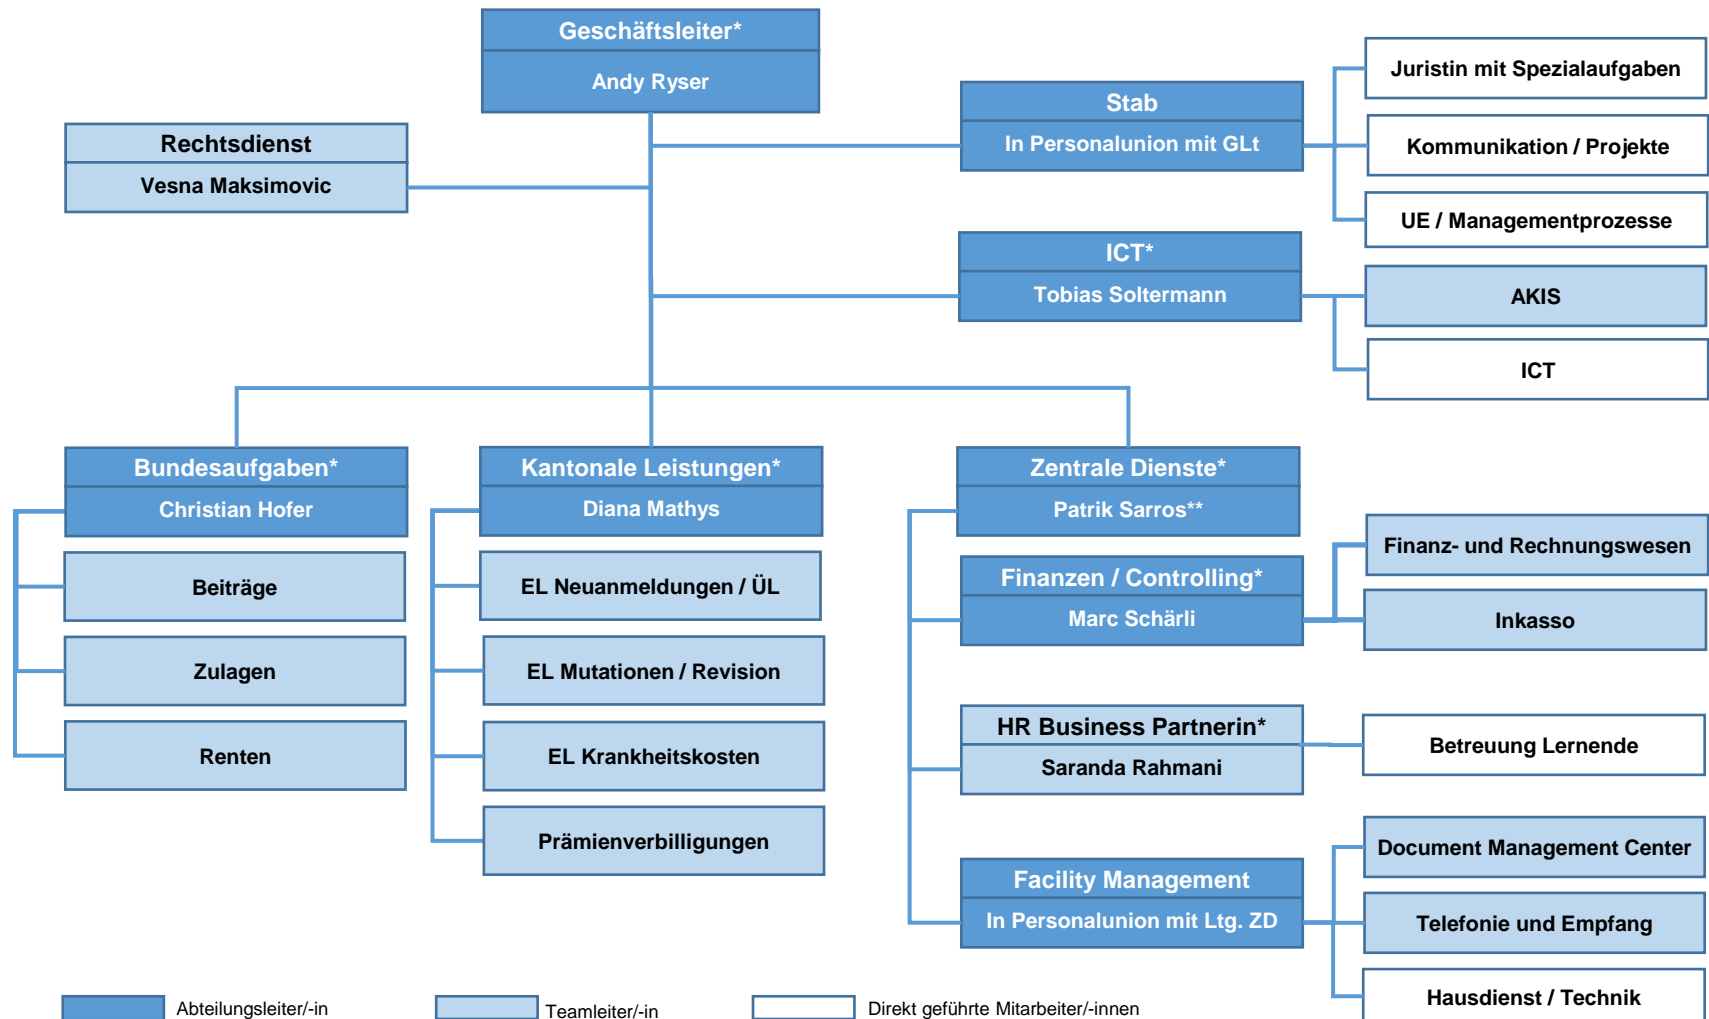 Geschäftsleiter*
Andy Ryser
Rechtsdienst
Vesna Maksimovic
Stab
In Personalunion mit GLt
Juristin mit Spezialaufgaben
Kommunikation / Projekte
UE / Managementprozesse
ICT*
Tobias Soltermann
AKIS
ICT
Bundesaufgaben*
Christian Hofer
Beiträge
Zulagen
Renten
Kantonale Leistungen*
Diana Mathys
EL Neuanmeldungen / ÜL
EL Mutationen / Revision
EL Krankheitskosten
Prämienverbilligungen
Zentrale Dienste*
Patrik Sarros**
Finanzen / Controlling*
Marc Schärli
Finanz- und Rechnungswesen
Inkasso
HR Business Partnerin*
Saranda Rahmani
Betreuung Lernende
Facility Management
In Personalunion mit Ltg. ZD
Document Management Center
Telefonie und Empfang
Hausdienst / Technik
Abteilungsleiter/-in
Teamleiter/-in
Direkt geführte Mitarbeiter/-innen